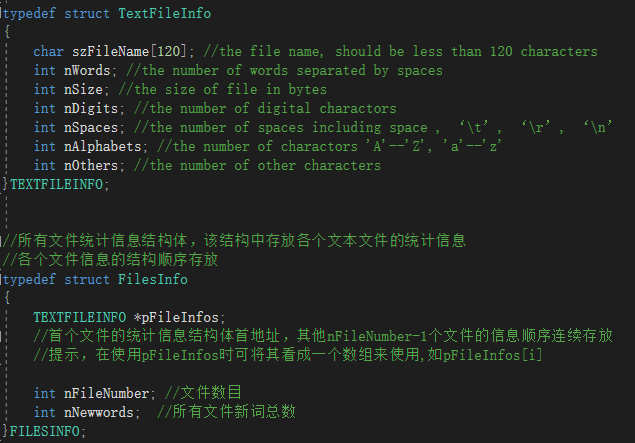 typedef struct TextFileInfo
{
char szFileName[120]; //the file name, should be less than 120 characters
int nWords; //the number of words separated by spaces
int nSize; //the size of file in bytes
int nDigits; //the number of digital charactors
int nSpaces; //the number of spaces including space , ‘\t’, ‘\r’, ‘\n’
int nAlphabets; //the number of charactors 'A'--'Z', 'a'--'z'
int nOthers; //the number of other characters
}TEXTFILEINFO;
//所有文件统计信息结构体，该结构中存放各个文本文件的统计信息
//各个文件信息的结构顺序存放
typedef struct FilesInfo
{
TEXTFILEINFO *pFileInfos;
//首个文件的统计信息结构体首地址，其他nFileNumber-1个文件的信息顺序连续存放
//提示，在使用pFileInfos时可将其看成一个数组来使用,如pFileInfos[i]
int nFileNumber; //文件数目
int nNewwords; //所有文件新词总数
}FILESINFO;